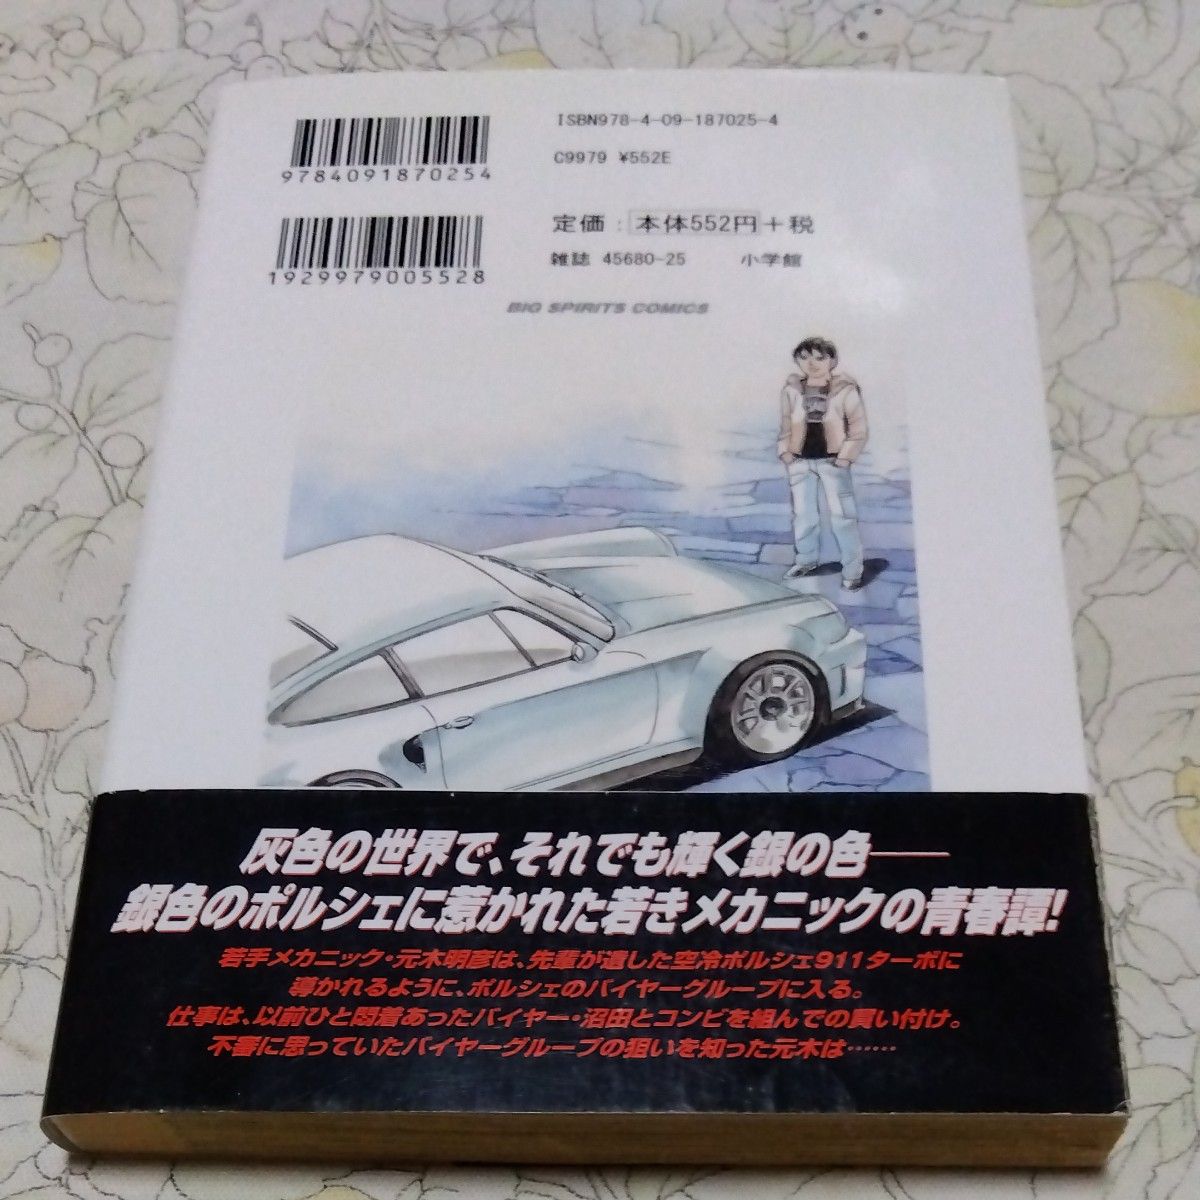 ISBN978-4-09-187025-4
9784091870254
C9979 ¥552E
1929979005528
定価：本体552円＋税
雑誌 45680-25 小学館
BIG SPIRITS COMICS
灰色の世界で、それでも輝く銀の色——
銀色のポルシェに惹かれた若きメカニックの青春譚!
若手メカニック・元木明彦は、先輩が遺した空冷ポルシェ911ターボに
導かれるように、ポルシェのバイヤーグループに入る。
仕事は、以前ひと悶着あったバイヤー・沼田とコンビを組んでの買い付け。
不審に思っていたバイヤーグループの狙いを知った元木は……